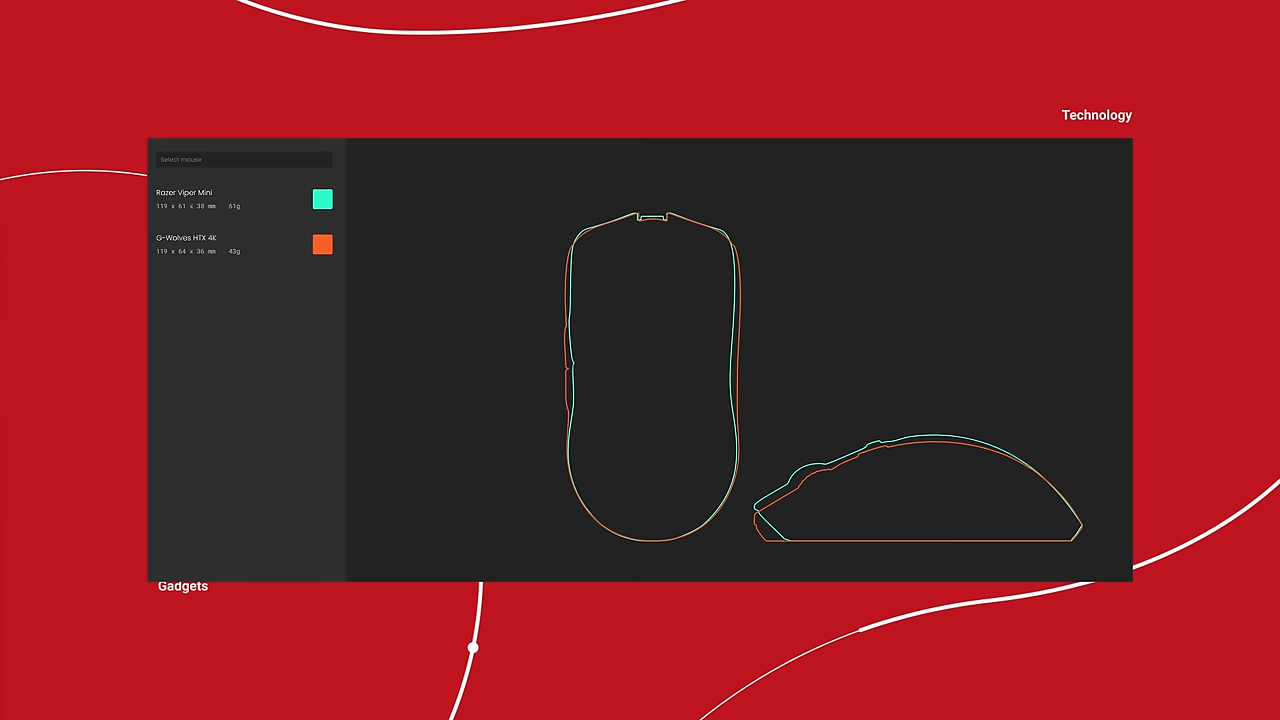 Technology
Select mouse
Razer Viper Mini
119 x 61 x 38 mm 61g
G-Wolves HTX 4K
119 x 64 x 36 mm 43g
Gadgets